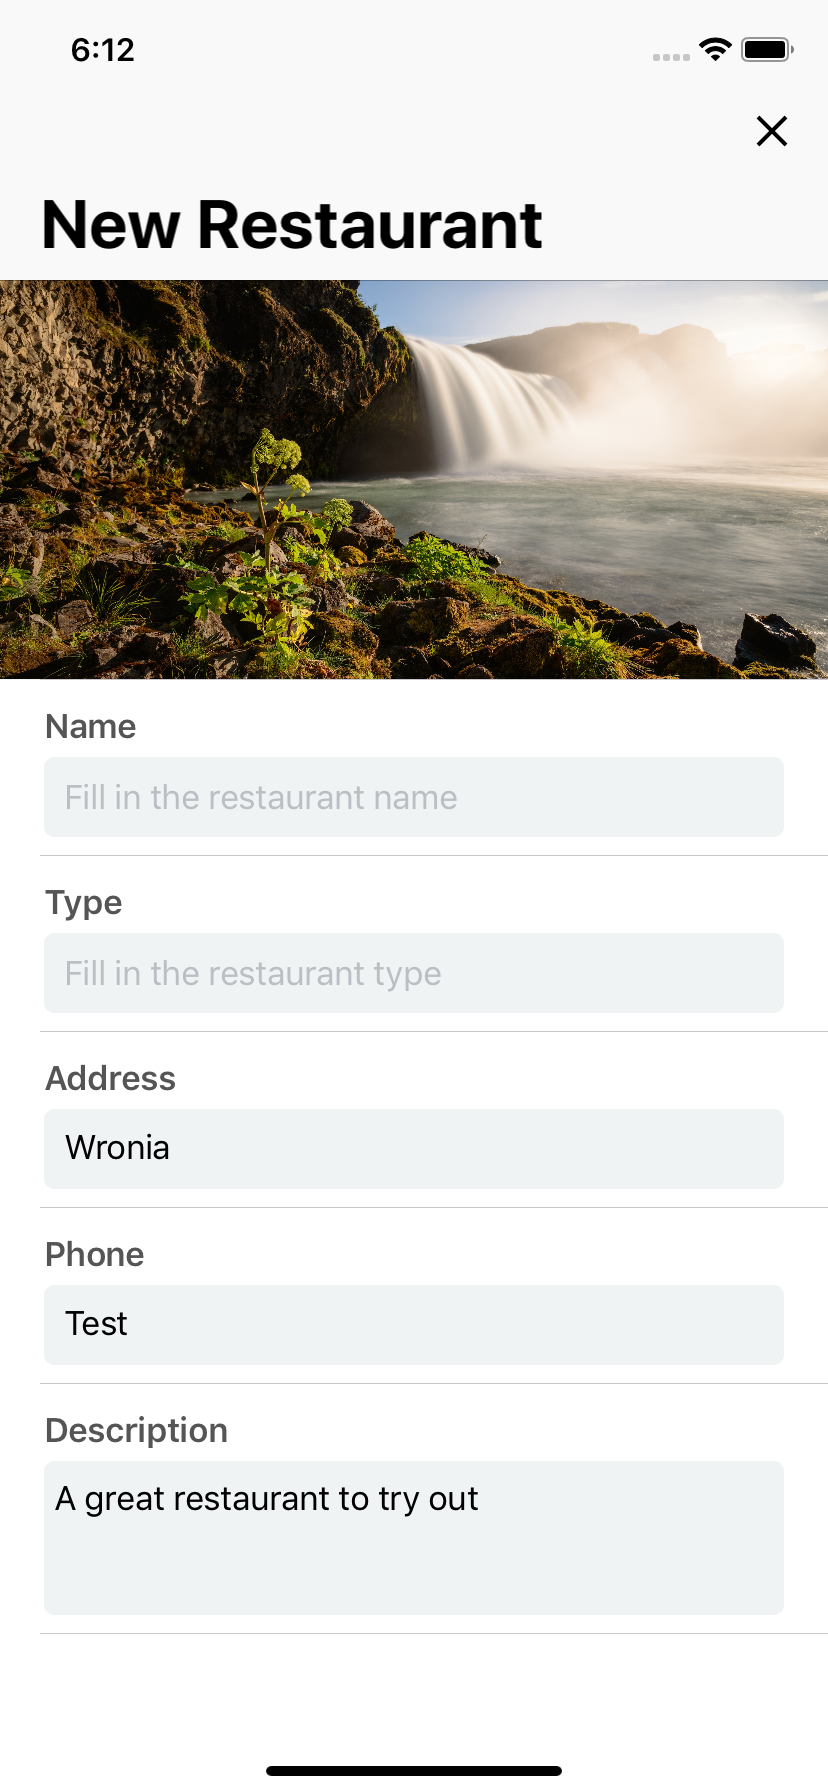 6:12
New Restaurant
Name
Fill in the restaurant name
Type
Fill in the restaurant type
Address
Wronia
Phone
Test
Description
A great restaurant to try out